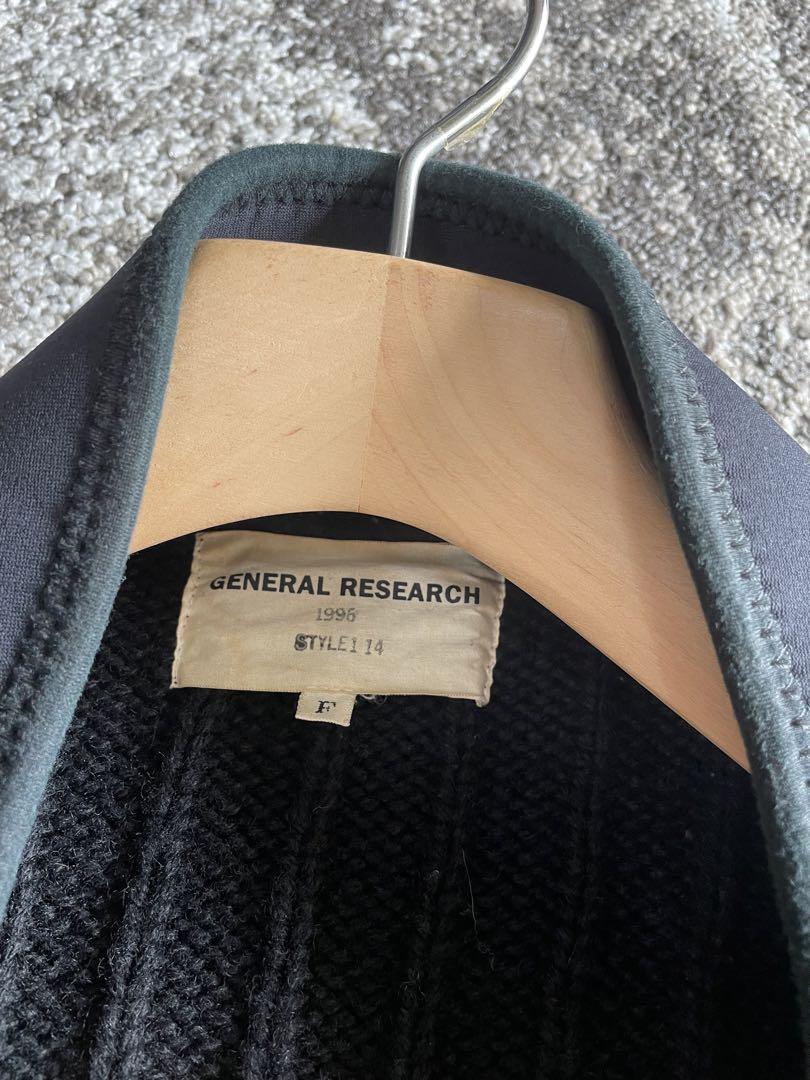 GENERAL RESEARCH
1996
STYLE1 14
F